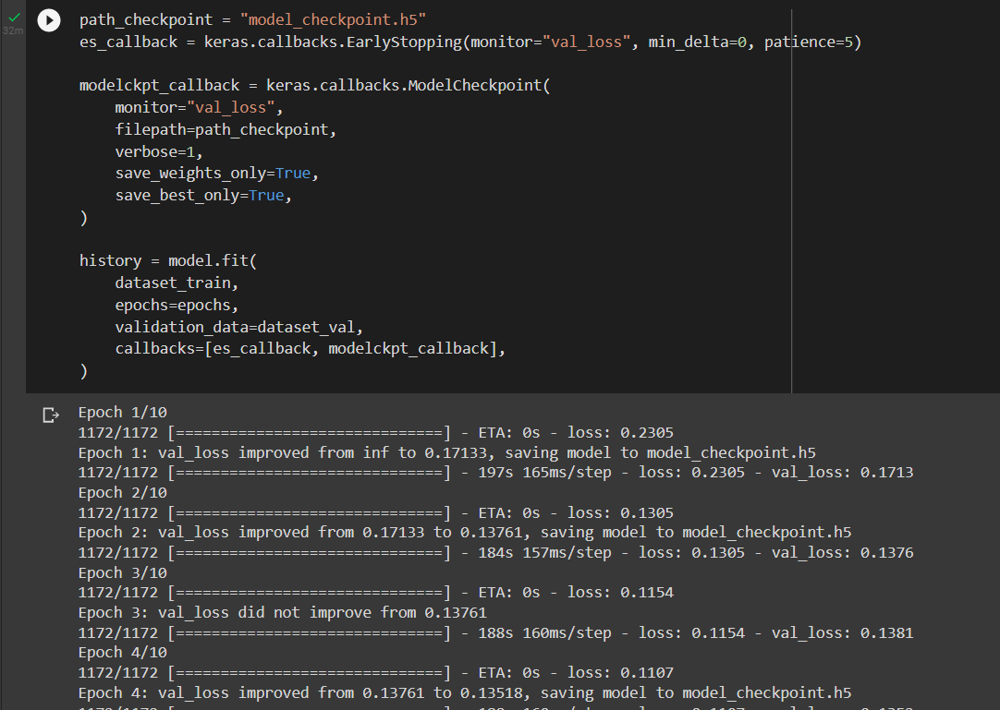 32m
path_checkpoint = "model_checkpoint.h5"
es_callback = keras.callbacks.EarlyStopping(monitor="val_loss", min_delta=0, patience=5)
modelckpt_callback = keras.callbacks.ModelCheckpoint(
    monitor="val_loss",
    filepath=path_checkpoint,
    verbose=1,
    save_weights_only=True,
    save_best_only=True,
)
history = model.fit(
    dataset_train,
    epochs=epochs,
    validation_data=dataset_val,
    callbacks=[es_callback, modelckpt_callback],
)
Epoch 1/10
1172/1172 [==============================] - ETA: 0s - loss: 0.2305
Epoch 1: val_loss improved from inf to 0.17133, saving model to model_checkpoint.h5
1172/1172 [==============================] - 197s 165ms/step - loss: 0.2305 - val_loss: 0.1713
Epoch 2/10
1172/1172 [==============================] - ETA: 0s - loss: 0.1305
Epoch 2: val_loss improved from 0.17133 to 0.13761, saving model to model_checkpoint.h5
1172/1172 [==============================] - 184s 157ms/step - loss: 0.1305 - val_loss: 0.1376
Epoch 3/10
1172/1172 [==============================] - ETA: 0s - loss: 0.1154
Epoch 3: val_loss did not improve from 0.13761
1172/1172 [==============================] - 188s 160ms/step - loss: 0.1154 - val_loss: 0.1381
Epoch 4/10
1172/1172 [==============================] - ETA: 0s - loss: 0.1107
Epoch 4: val_loss improved from 0.13761 to 0.13518, saving model to model_checkpoint.h5